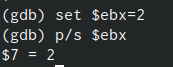 (gdb) set $ebx=2
(gdb) p/s $ebx
$7 = 2